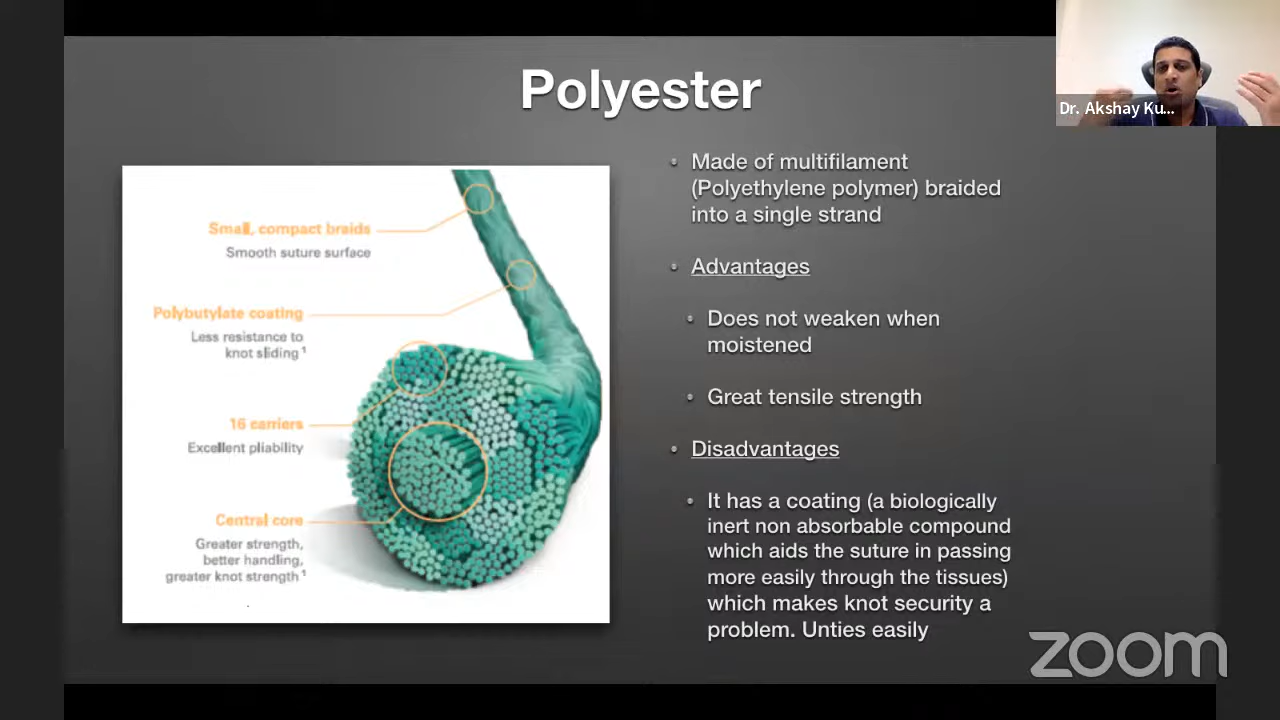 Polyester
Dr. Akshay Ku...
Small, compact braids
Smooth suture surface
Polybutylate coating
Less resistance to
knot sliding 1
16 carriers
Excellent pliability
Central core
Greater strength,
better handling,
greater knot strength 1
Made of multifilament
(Polyethylene polymer) braided
into a single strand
Advantages
Does not weaken when
moistened
Great tensile strength
Disadvantages
It has a coating (a biologically
inert non absorbable compound
which aids the suture in passing
more easily through the tissues)
which makes knot security a
problem. Unties easily
zoom